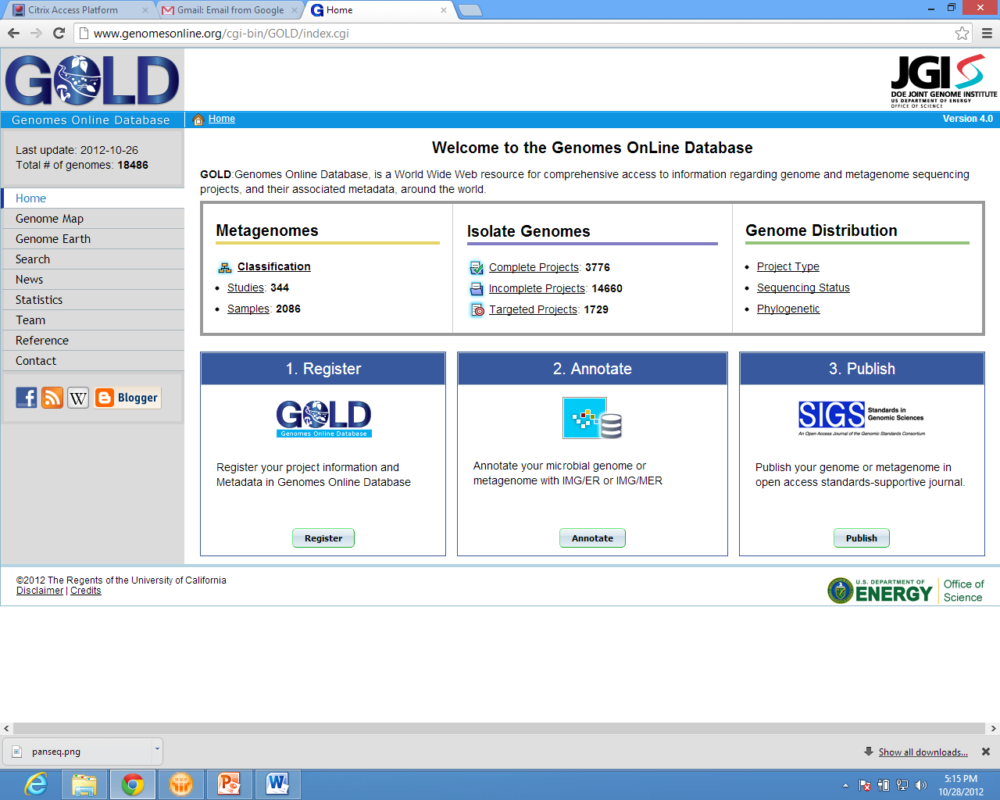 Citrix Access Platform
Gmail: Email from Google
Home
www.genomesonline.org/cgi-bin/GOLD/index.cgi
GOLD
JGI
DOE JOINT GENOME INSTITUTE
US DEPARTMENT OF ENERGY
OFFICE OF SCIENCE
Genomes Online Database
Home
Version 4.0
Last update: 2012-10-26
Total # of genomes: 18486
Home
Genome Map
Genome Earth
Search
News
Statistics
Team
Reference
Contact
Blogger
Welcome to the Genomes OnLine Database
GOLD:Genomes Online Database, is a World Wide Web resource for comprehensive access to information regarding genome and metagenome sequencing
projects, and their associated metadata, around the world.
Metagenomes
Classification
Studies: 344
Samples: 2086
Isolate Genomes
Complete Projects: 3776
Incomplete Projects: 14660
Targeted Projects: 1729
Genome Distribution
Project Type
Sequencing Status
Phylogenetic
1. Register
GOLD
Genomes Online Database
Register your project information and
Metadata in Genomes Online Database
Register
2. Annotate
Annotate your microbial genome or
metagenome with IMG/ER or IMG/MER
Annotate
3. Publish
SIGS
Standards in
Genomic Sciences
An Open Access Journal of the Genomic Standards Consortium
Publish your genome or metagenome in
open access standards-supportive journal.
Publish
©2012 The Regents of the University of California
Disclaimer | Credits
U.S. DEPARTMENT OF
ENERGY
Office of
Science
panseq.png
Show all downloads...
5:15 PM
10/28/2012